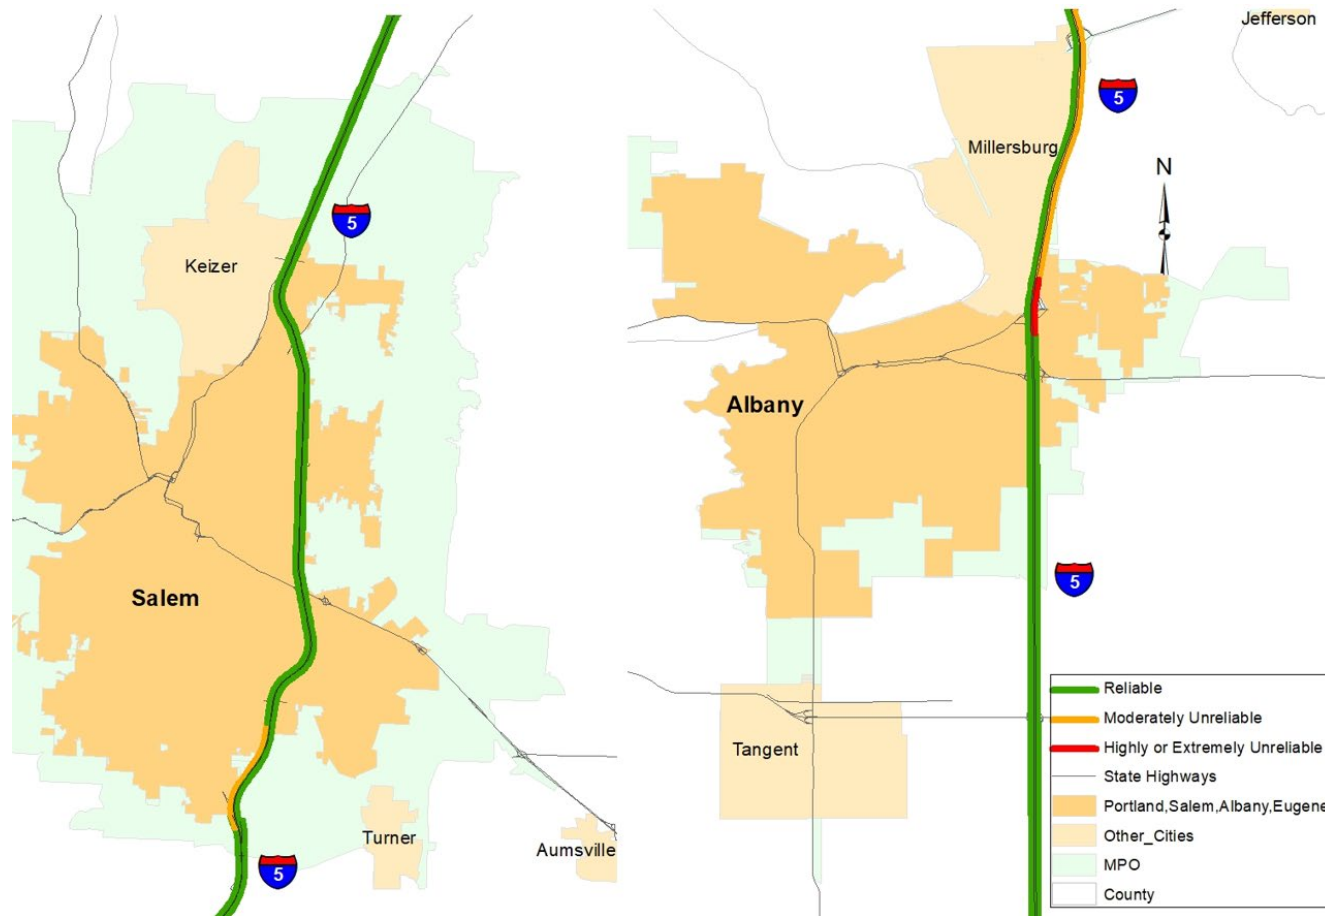 Jefferson
5
Millersburg
N
5
Keizer
Albany
Salem
5
Reliable
Moderately Unreliable
Highly or Extremely Unreliable
State Highways
Portland,Salem,Albany,Eugene
Other_Cities
MPO
County
Tangent
Turner
Aumsville
5